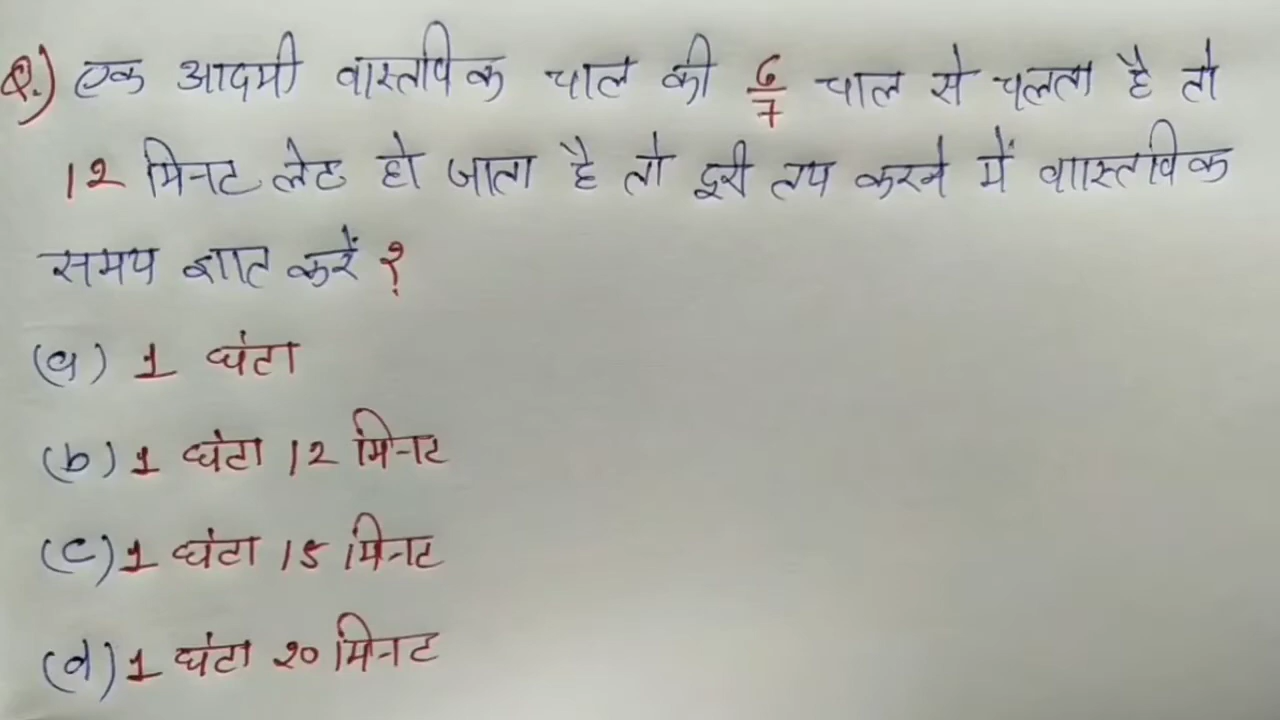 Q.) एक आदमी वास्तविक चाल की 6/7 चाल से चलता है तो
12 मिनट लेट हो जाता है तो दूरी तय करने में वास्तविक
समय ज्ञात करें ?
(a) 1 घंटा
(b) 1 घंटा 12 मिनट
(c) 1 घंटा 15 मिनट
(d) 1 घंटा 20 मिनट